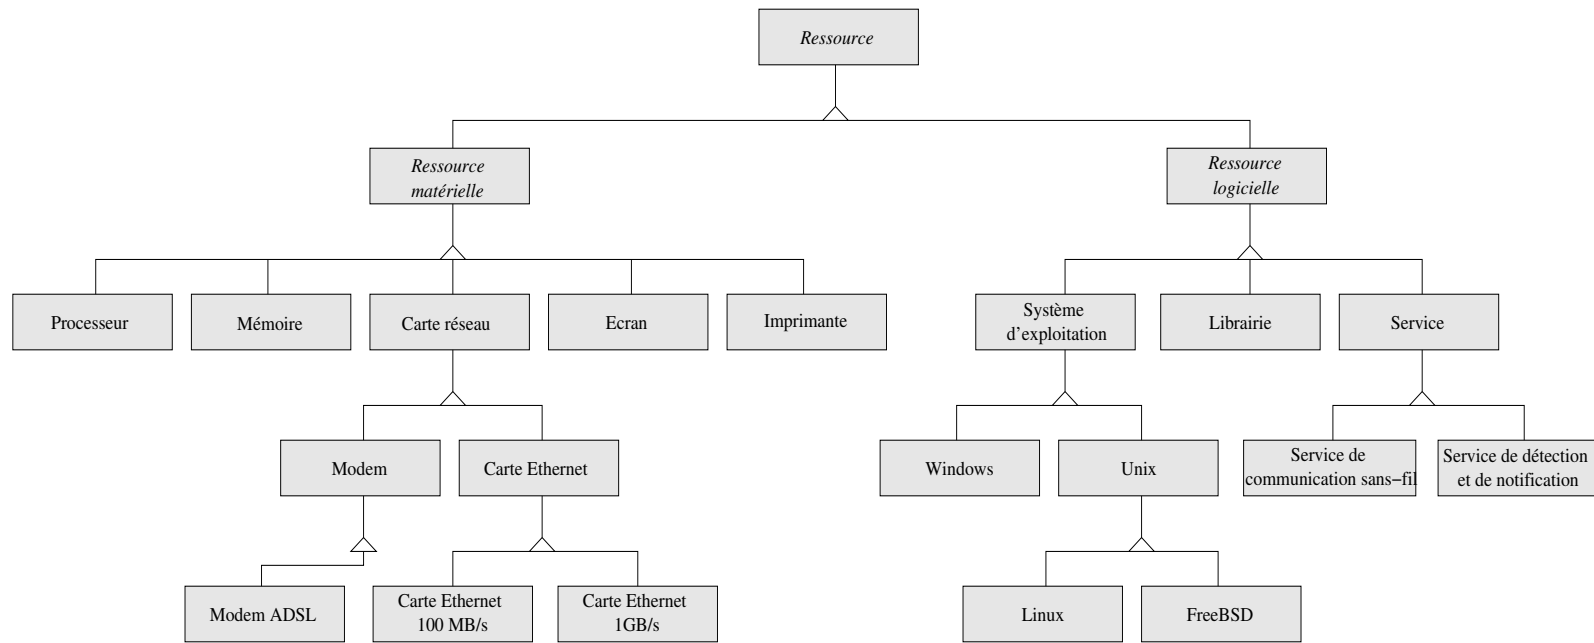 Ressource
Ressource
matérielle
Ressource
logicielle
Processeur
Mémoire
Carte réseau
Ecran
Imprimante
Système
d'exploitation
Librairie
Service
Modem
Carte Ethernet
Windows
Unix
Service de
communication sans−fil
Service de détection
et de notification
Modem ADSL
Carte Ethernet
100 MB/s
Carte Ethernet
1GB/s
Linux
FreeBSD